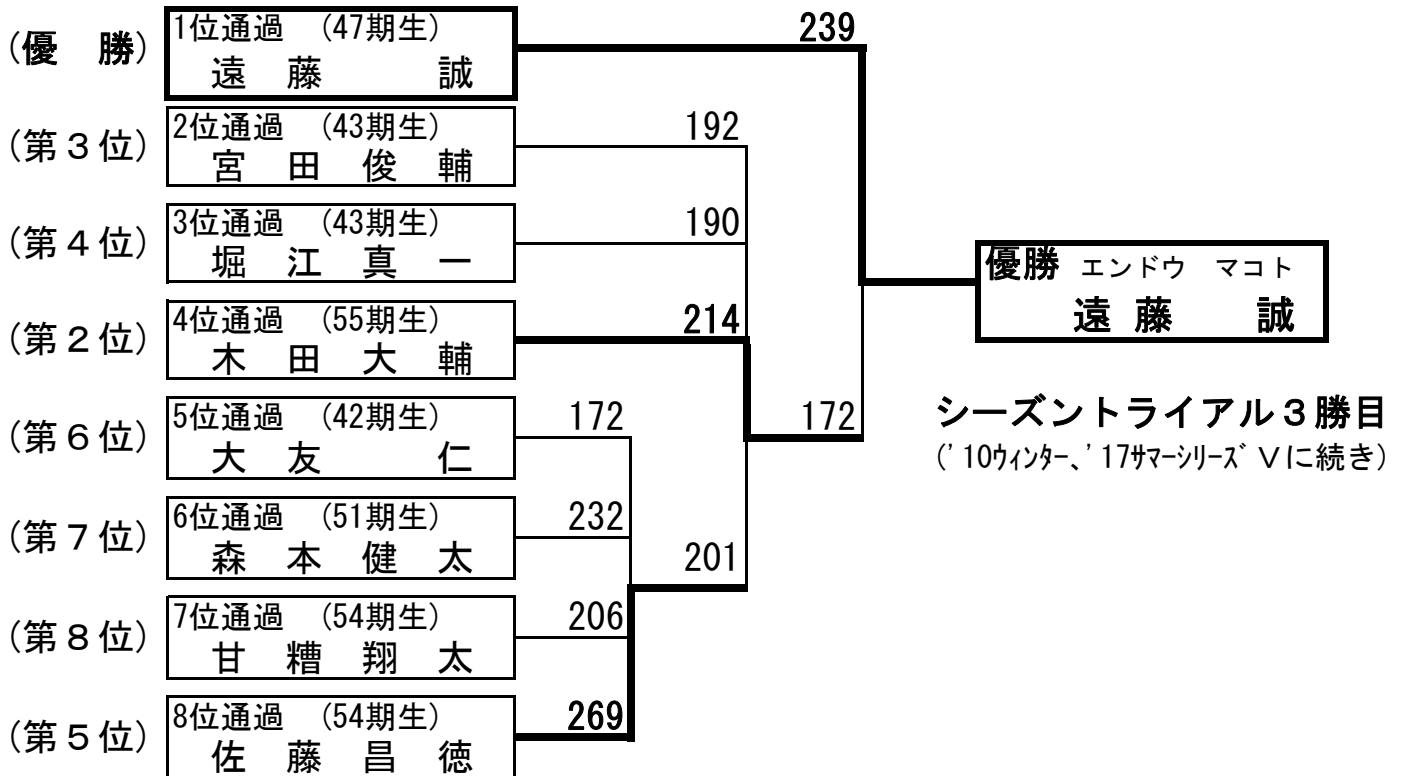 (優　勝)
1位通過　(47期生)
遠　藤　　　誠
239
(第３位)
2位通過　(43期生)
宮　田　俊　輔
192
(第４位)
3位通過　(43期生)
堀　江　真　一
190
(第２位)
4位通過　(55期生)
木　田　大　輔
214
(第６位)
5位通過　(42期生)
大　友　　　仁
172
(第７位)
6位通過　(51期生)
森　本　健　太
232
(第８位)
7位通過　(54期生)
甘　糟　翔　太
206
(第５位)
8位通過　(54期生)
佐　藤　昌　徳
269
201
172
優勝 エンドウ　マコト
遠 藤　　誠
シーズントライアル３勝目
('10ｳｨﾝﾀｰ､'17ｻﾏｰｼﾘｰｽﾞＶに続き)